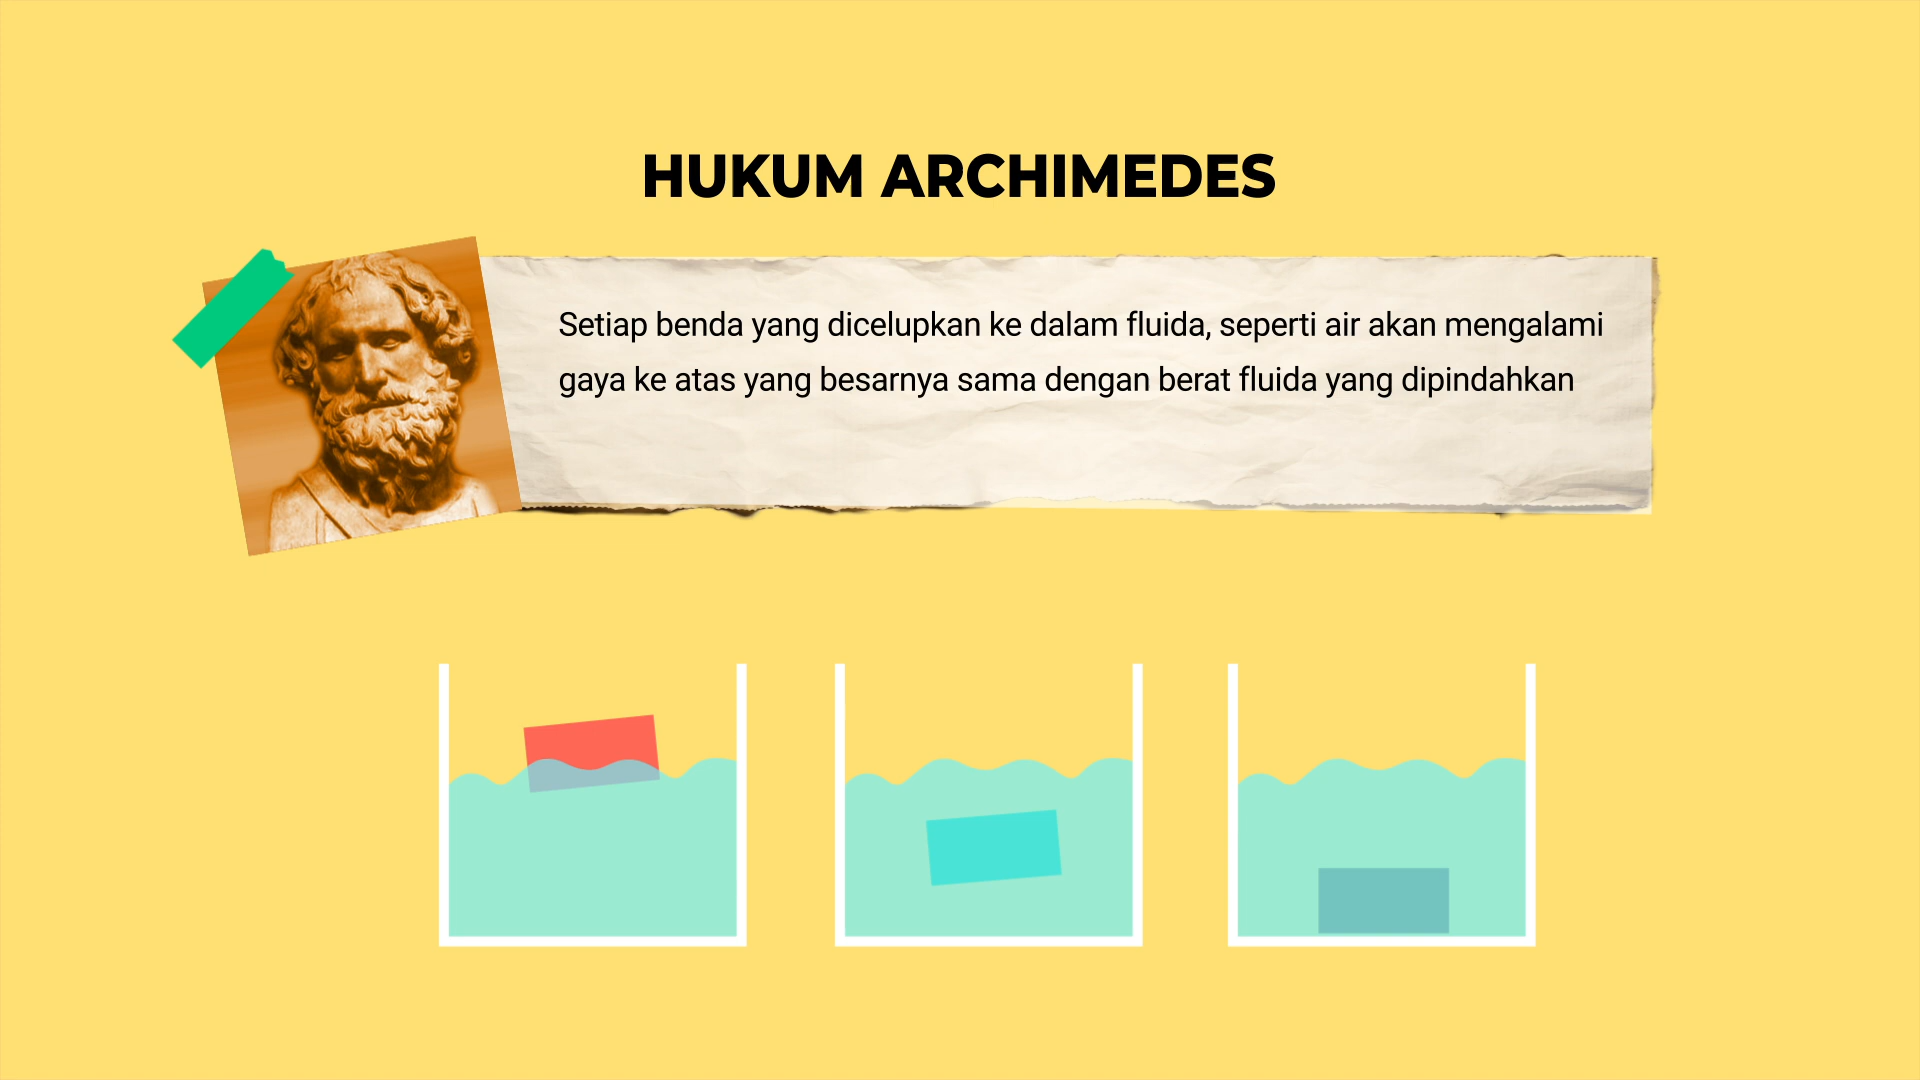 HUKUM ARCHIMEDES
Setiap benda yang dicelupkan ke dalam fluida, seperti air akan mengalami
gaya ke atas yang besarnya sama dengan berat fluida yang dipindahkan